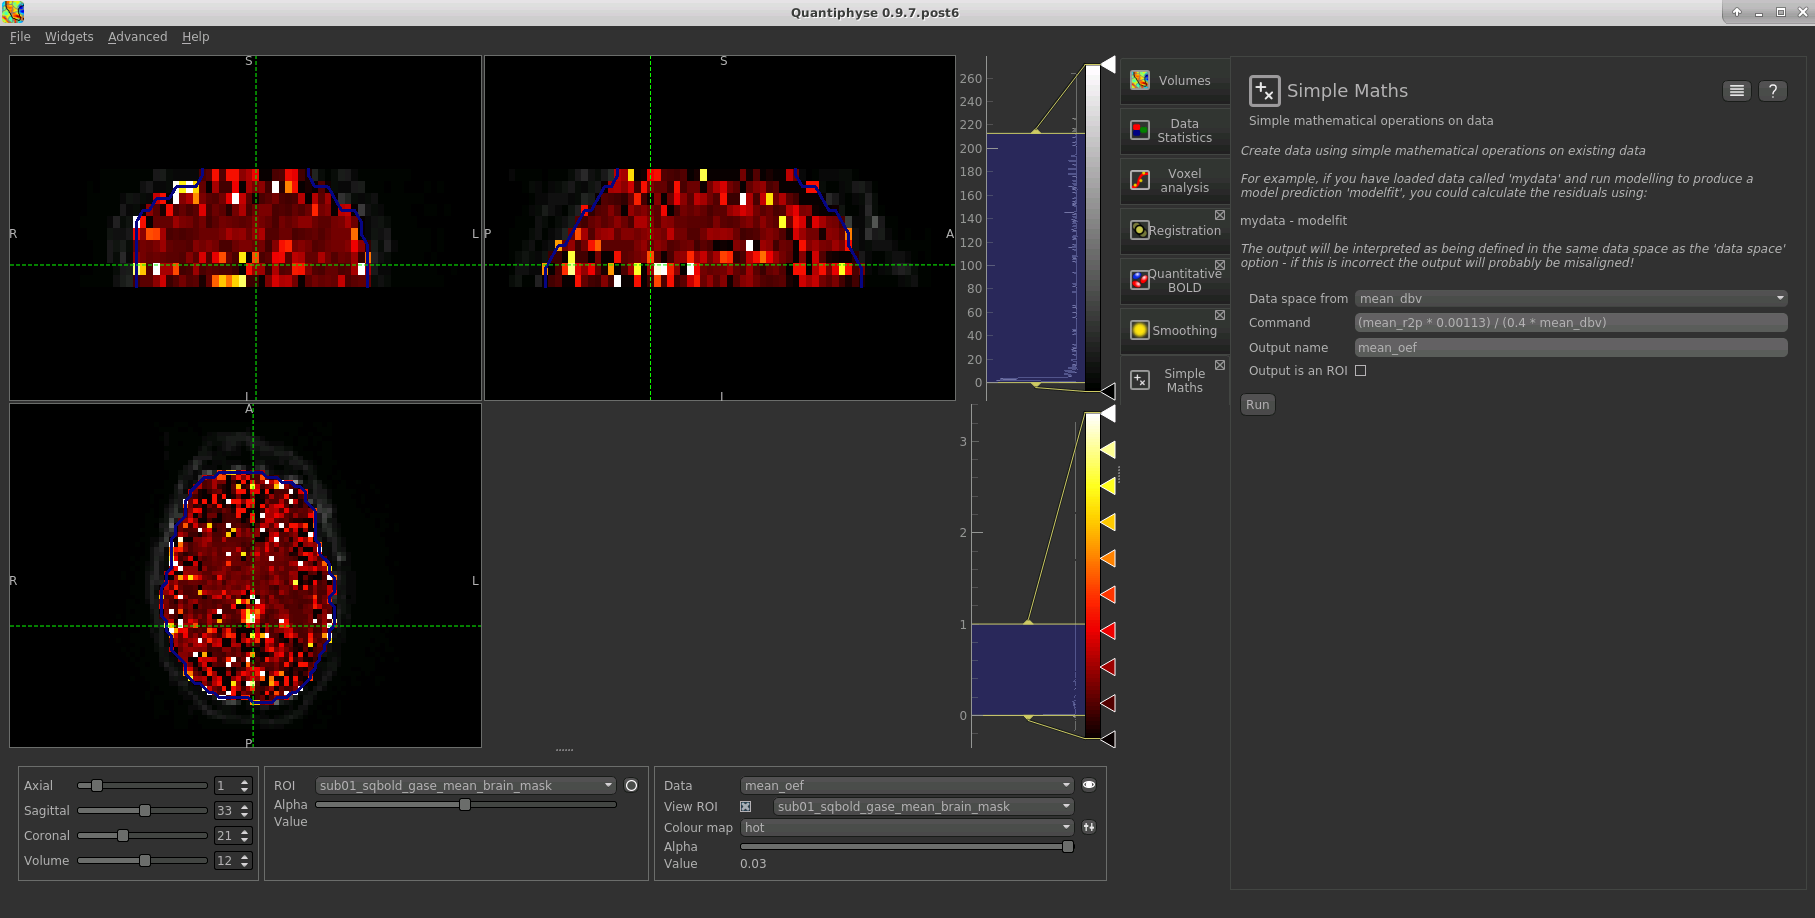 Quantiphyse 0.9.7.post6
File Widgets Advanced Help
S
R
L
I
S
P
A
I
260
240
220
200
180
160
140
120
100
80
60
40
20
0
A
R
L
P
3
2
1
0
Volumes
Data
Statistics
Voxel
analysis
Registration
Quantitative
BOLD
Smoothing
Simple
Maths
Simple Maths
?
Simple mathematical operations on data
Create data using simple mathematical operations on existing data
For example, if you have loaded data called 'mydata' and run modelling to produce a
model prediction 'modelfit', you could calculate the residuals using:
mydata - modelfit
The output will be interpreted as being defined in the same data space as the 'data space'
option - if this is incorrect the output will probably be misaligned!
Data space from mean_dbv
Command (mean_r2p * 0.00113) / (0.4 * mean_dbv)
Output name mean_oef
Output is an ROI
Run
Axial 1
Sagittal 33
Coronal 21
Volume 12
ROI sub01_sqbold_gase_mean_brain_mask
Alpha
Value
Data mean_oef
View ROI sub01_sqbold_gase_mean_brain_mask
Colour map hot
Alpha
Value 0.03